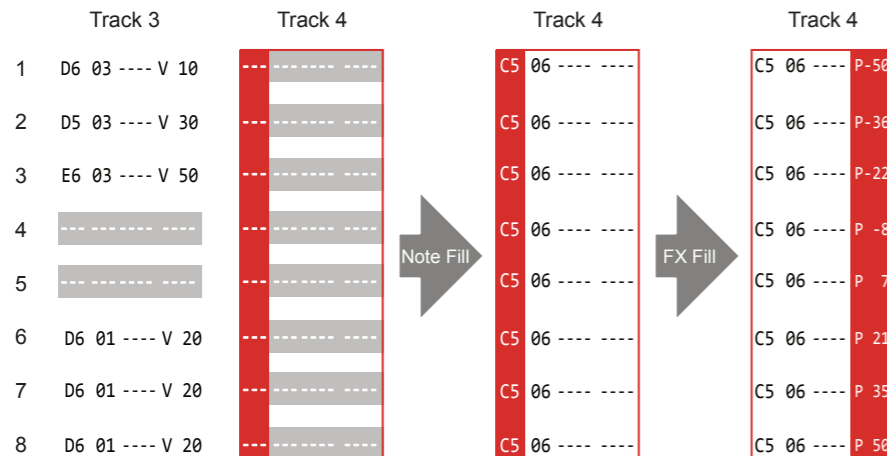 Track 3 Track 4 Track 4 Track 4
1 D6 03 ---- V 10 --- -- ---- ---- C5 06 ---- ---- C5 06 ---- P-50
2 D5 03 ---- V 30 --- -- ---- ---- C5 06 ---- ---- C5 06 ---- P-36
3 E6 03 ---- V 50 --- -- ---- ---- C5 06 ---- ---- C5 06 ---- P-22
4 --- -- ---- ---- --- -- ---- ---- C5 06 ---- ---- C5 06 ---- P -8
Note Fill FX Fill
5 --- -- ---- ---- --- -- ---- ---- C5 06 ---- ---- C5 06 ---- P 7
6 D6 01 ---- V 20 --- -- ---- ---- C5 06 ---- ---- C5 06 ---- P 21
7 D6 01 ---- V 20 --- -- ---- ---- C5 06 ---- ---- C5 06 ---- P 35
8 D6 01 ---- V 20 --- -- ---- ---- C5 06 ---- ---- C5 06 ---- P 50